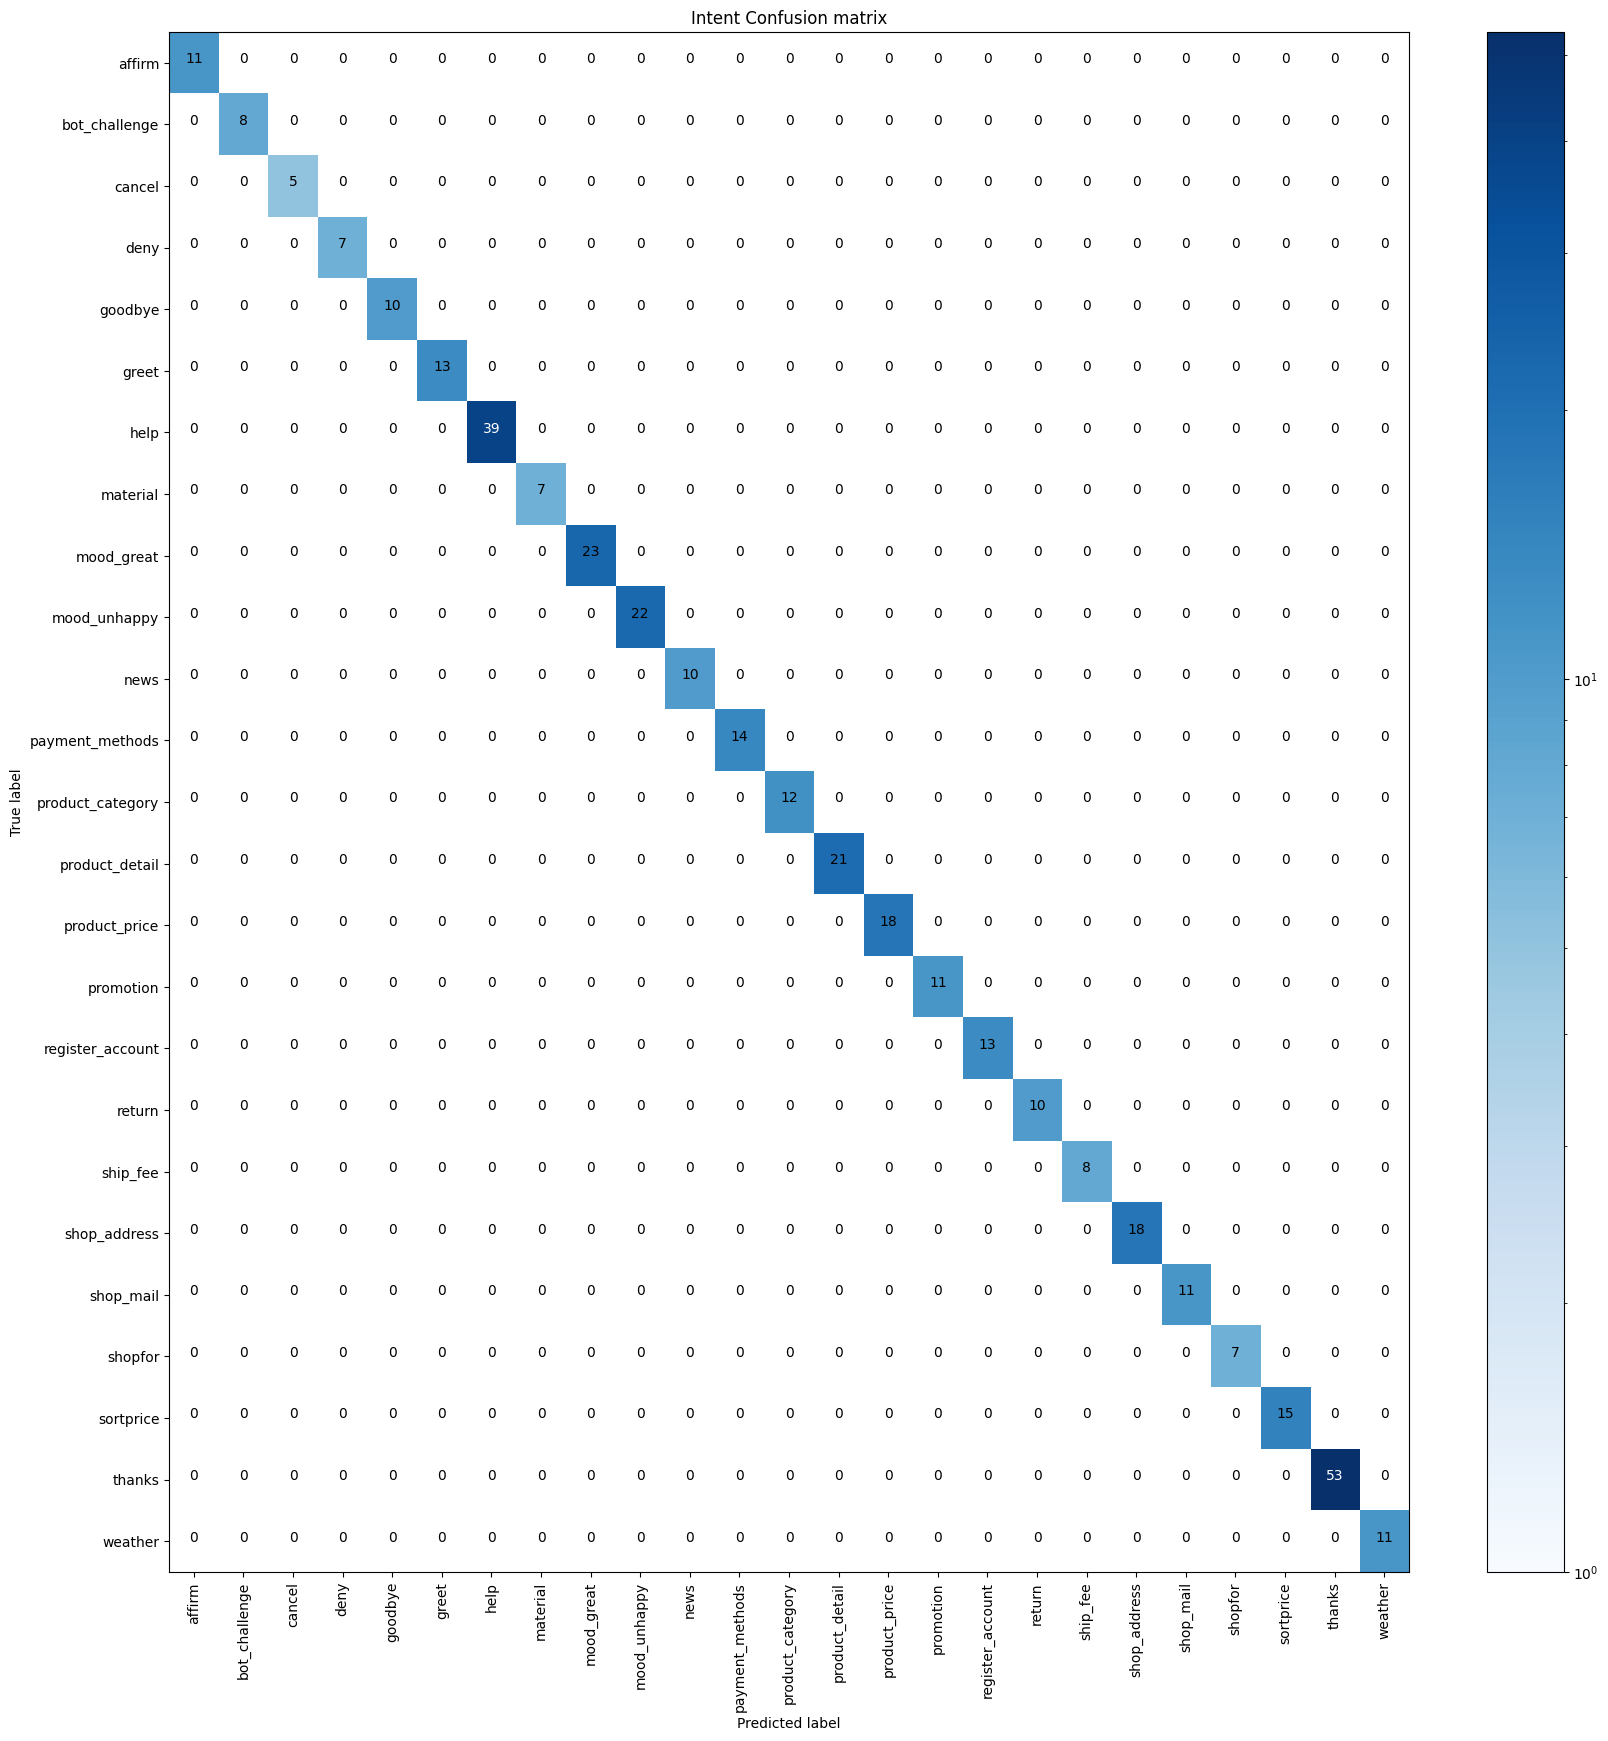 Intent Confusion matrix
affirm 11 0 0 0 0 0 0 0 0 0 0 0 0 0 0 0 0 0 0 0 0 0 0 0 0
bot_challenge 0 8 0 0 0 0 0 0 0 0 0 0 0 0 0 0 0 0 0 0 0 0 0 0 0
cancel 0 0 5 0 0 0 0 0 0 0 0 0 0 0 0 0 0 0 0 0 0 0 0 0 0
deny 0 0 0 7 0 0 0 0 0 0 0 0 0 0 0 0 0 0 0 0 0 0 0 0 0
goodbye 0 0 0 0 10 0 0 0 0 0 0 0 0 0 0 0 0 0 0 0 0 0 0 0 0
greet 0 0 0 0 0 13 0 0 0 0 0 0 0 0 0 0 0 0 0 0 0 0 0 0 0
help 0 0 0 0 0 0 39 0 0 0 0 0 0 0 0 0 0 0 0 0 0 0 0 0 0
material 0 0 0 0 0 0 0 7 0 0 0 0 0 0 0 0 0 0 0 0 0 0 0 0 0
mood_great 0 0 0 0 0 0 0 0 23 0 0 0 0 0 0 0 0 0 0 0 0 0 0 0 0
mood_unhappy 0 0 0 0 0 0 0 0 0 22 0 0 0 0 0 0 0 0 0 0 0 0 0 0 0
news 0 0 0 0 0 0 0 0 0 0 10 0 0 0 0 0 0 0 0 0 0 0 0 0 0
payment_methods 0 0 0 0 0 0 0 0 0 0 0 14 0 0 0 0 0 0 0 0 0 0 0 0 0
product_category 0 0 0 0 0 0 0 0 0 0 0 0 12 0 0 0 0 0 0 0 0 0 0 0 0
product_detail 0 0 0 0 0 0 0 0 0 0 0 0 0 21 0 0 0 0 0 0 0 0 0 0 0
product_price 0 0 0 0 0 0 0 0 0 0 0 0 0 0 18 0 0 0 0 0 0 0 0 0 0
promotion 0 0 0 0 0 0 0 0 0 0 0 0 0 0 0 11 0 0 0 0 0 0 0 0 0
register_account 0 0 0 0 0 0 0 0 0 0 0 0 0 0 0 0 13 0 0 0 0 0 0 0 0
return 0 0 0 0 0 0 0 0 0 0 0 0 0 0 0 0 0 10 0 0 0 0 0 0 0
ship_fee 0 0 0 0 0 0 0 0 0 0 0 0 0 0 0 0 0 0 8 0 0 0 0 0 0
shop_address 0 0 0 0 0 0 0 0 0 0 0 0 0 0 0 0 0 0 0 18 0 0 0 0 0
shop_mail 0 0 0 0 0 0 0 0 0 0 0 0 0 0 0 0 0 0 0 0 11 0 0 0 0
shopfor 0 0 0 0 0 0 0 0 0 0 0 0 0 0 0 0 0 0 0 0 0 7 0 0 0
sortprice 0 0 0 0 0 0 0 0 0 0 0 0 0 0 0 0 0 0 0 0 0 0 15 0 0
thanks 0 0 0 0 0 0 0 0 0 0 0 0 0 0 0 0 0 0 0 0 0 0 0 53 0
weather 0 0 0 0 0 0 0 0 0 0 0 0 0 0 0 0 0 0 0 0 0 0 0 0 11
True label
affirm
bot_challenge
cancel
deny
goodbye
greet
help
material
mood_great
mood_unhappy
news
payment_methods
product_category
product_detail
product_price
promotion
register_account
return
ship_fee
shop_address
shop_mail
shopfor
sortprice
thanks
weather
Predicted label
10¹
10⁰